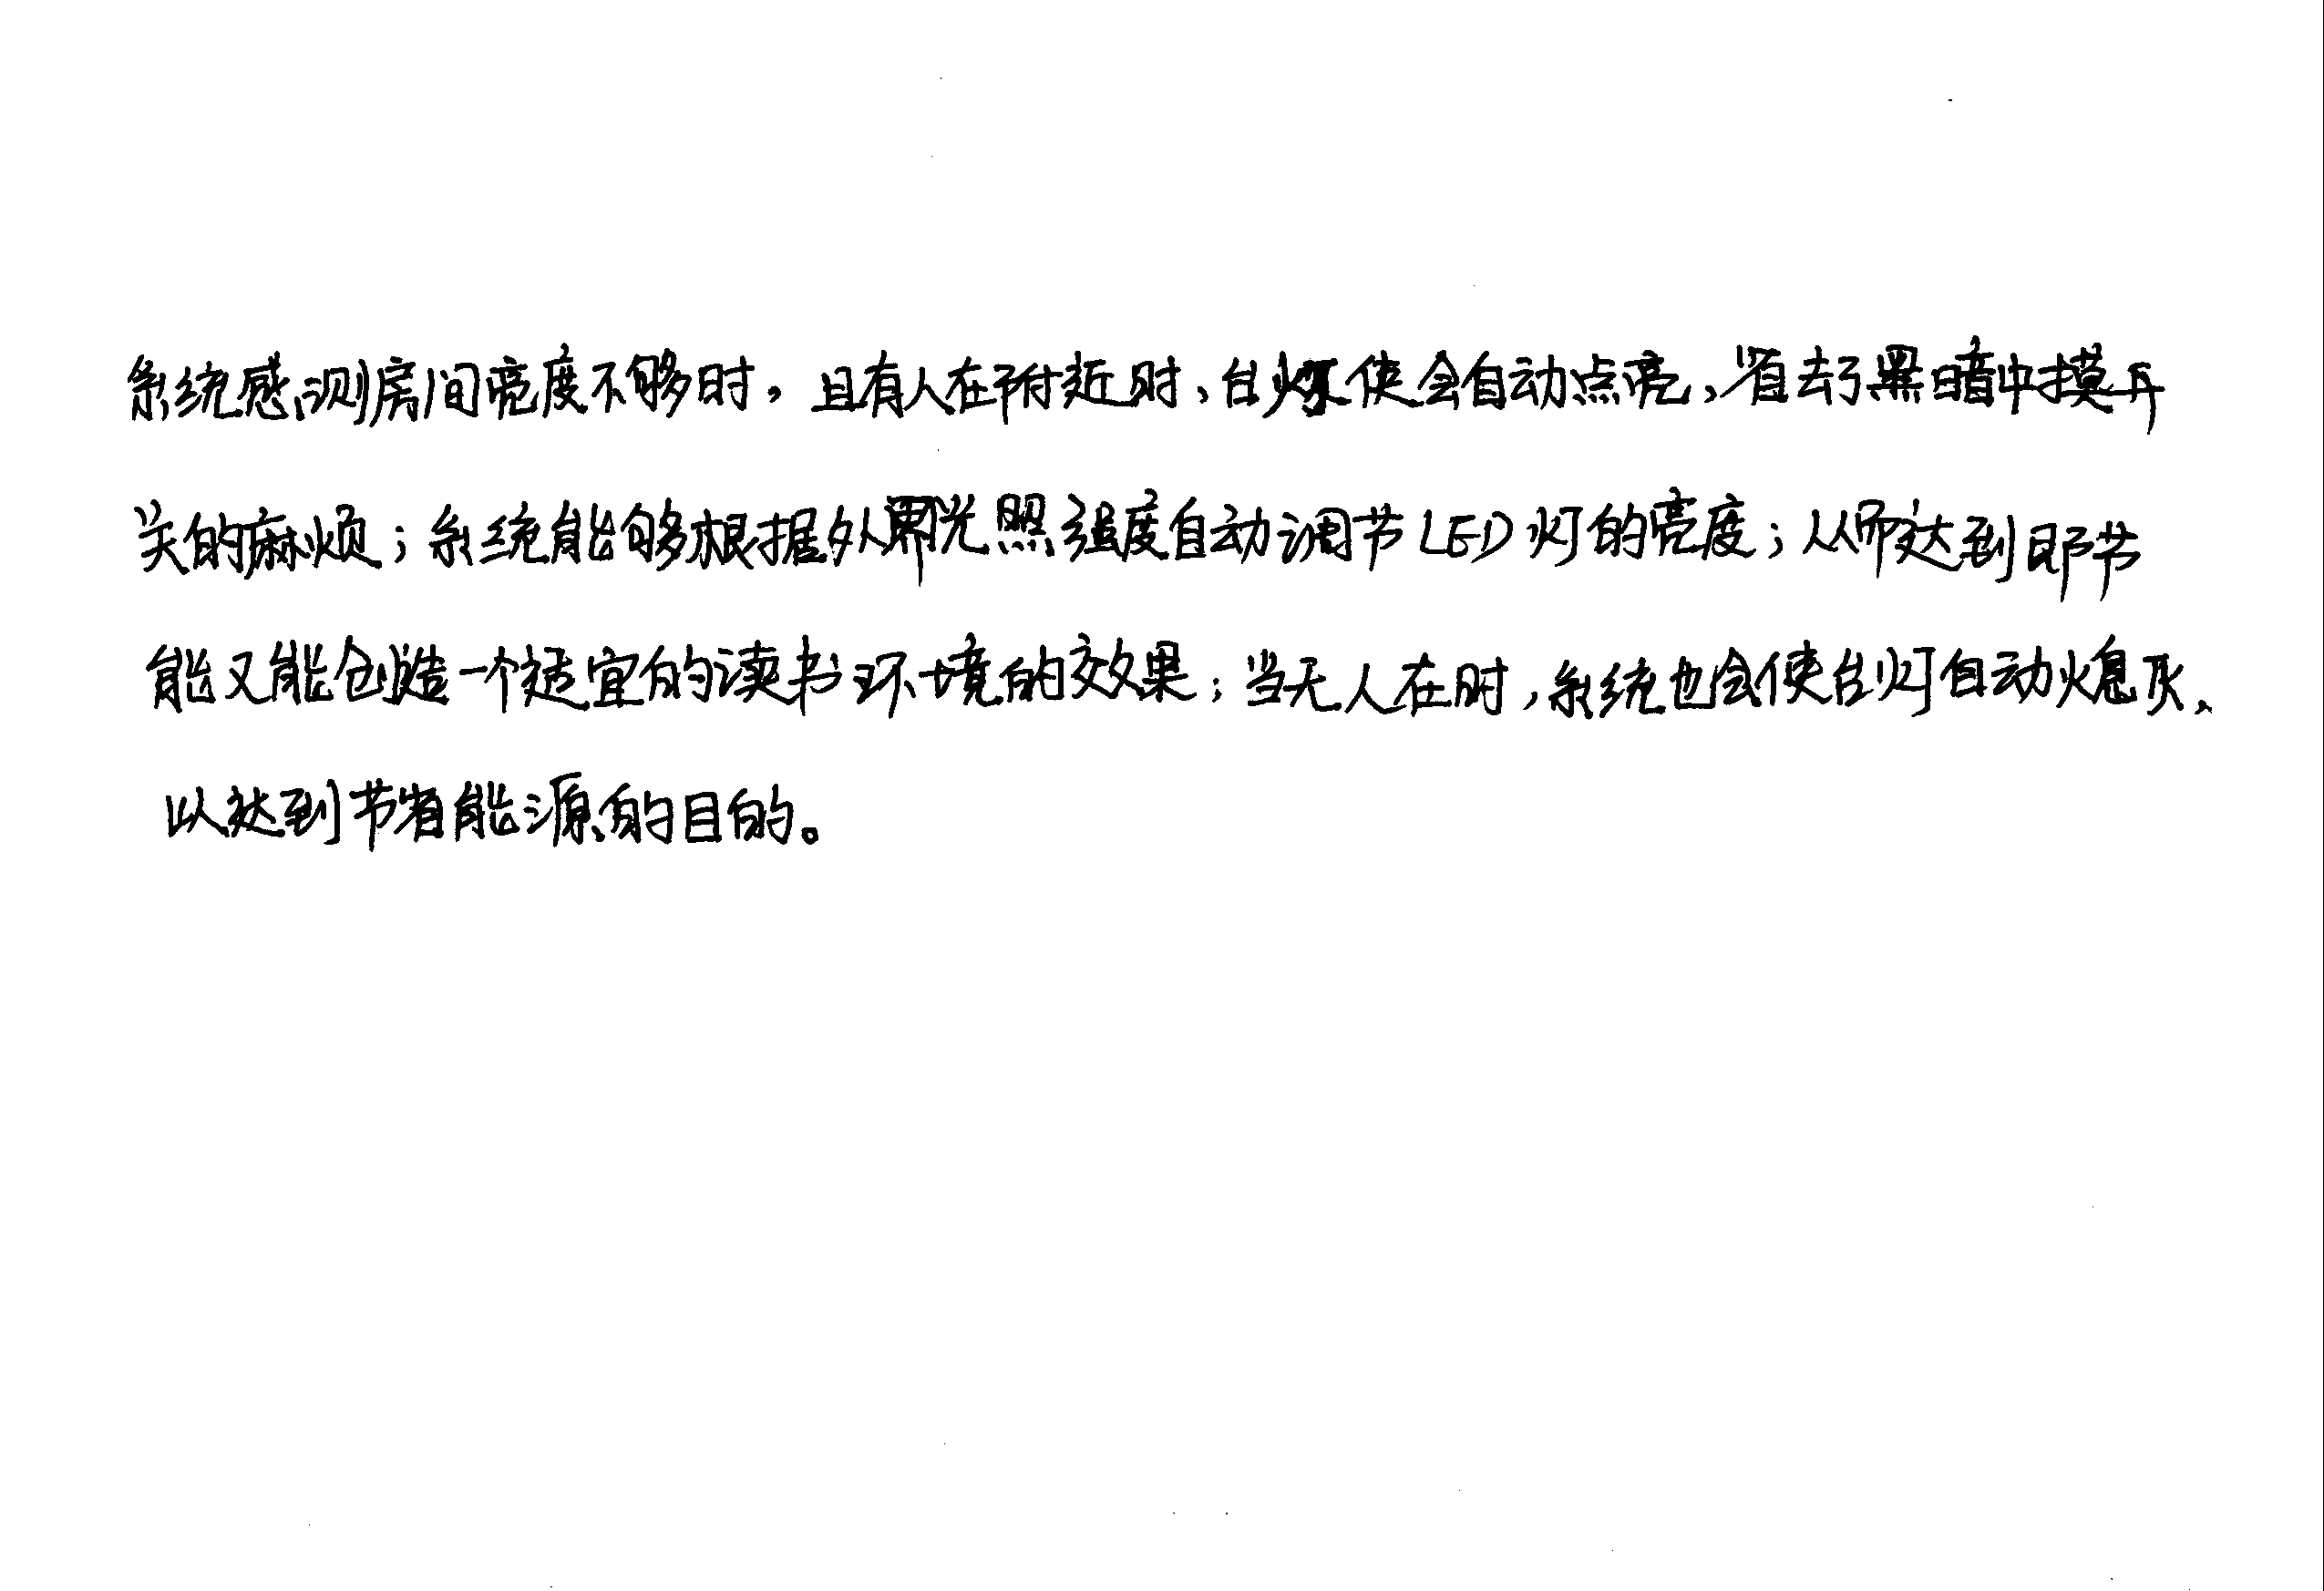 系统感测房间亮度不够时，且有人在附近时、台灯使会自动点亮，省去了黑暗中摸开
关的麻烦；系统能够根据外界光照强度自动调节LED灯的亮度；从而达到即节
能又能创造一个适宜的读书环境的效果；当无人在时，系统也会使台灯自动熄灰、
以达到节省能源的目的。